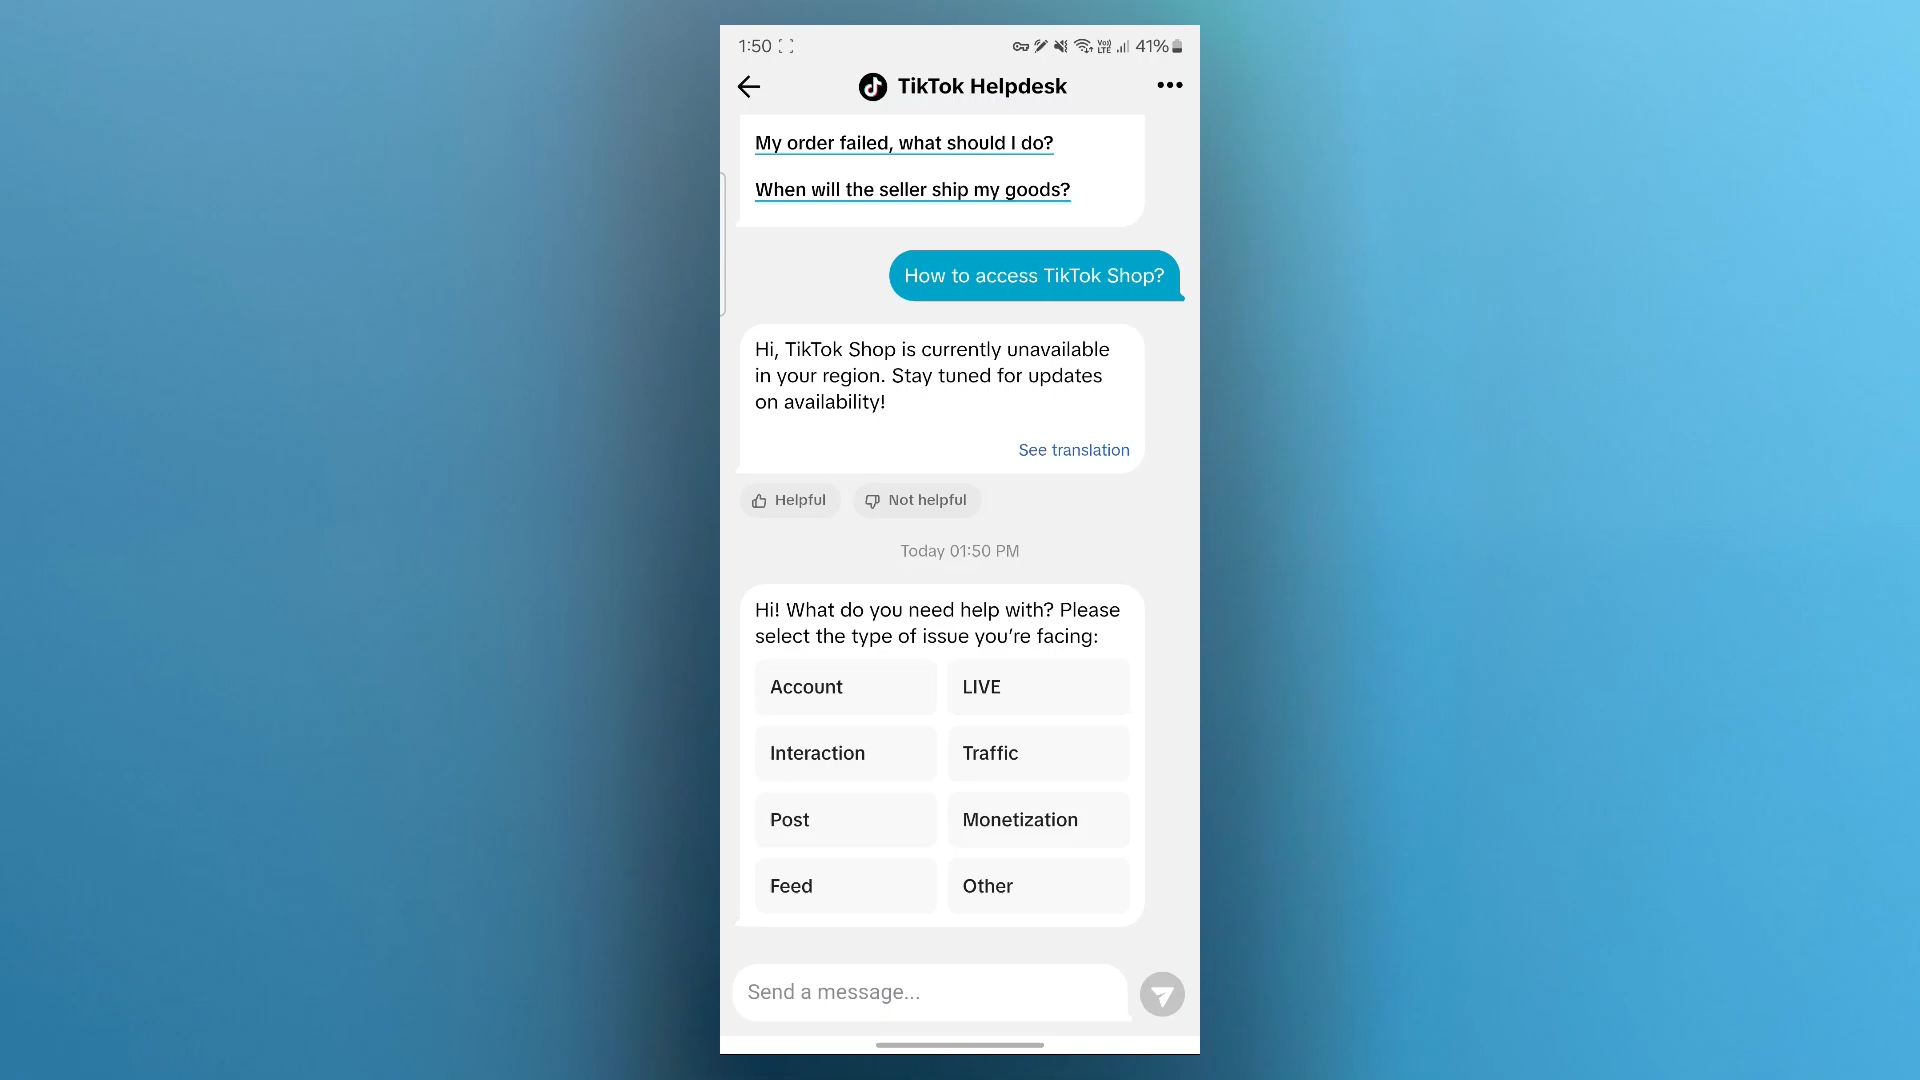 1:50 41%
TikTok Helpdesk
My order failed, what should I do?
When will the seller ship my goods?
How to access TikTok Shop?
Hi, TikTok Shop is currently unavailable
in your region. Stay tuned for updates
on availability!
See translation
Helpful Not helpful
Today 01:50 PM
Hi! What do you need help with? Please
select the type of issue you’re facing:
Account LIVE
Interaction Traffic
Post Monetization
Feed Other
Send a message...